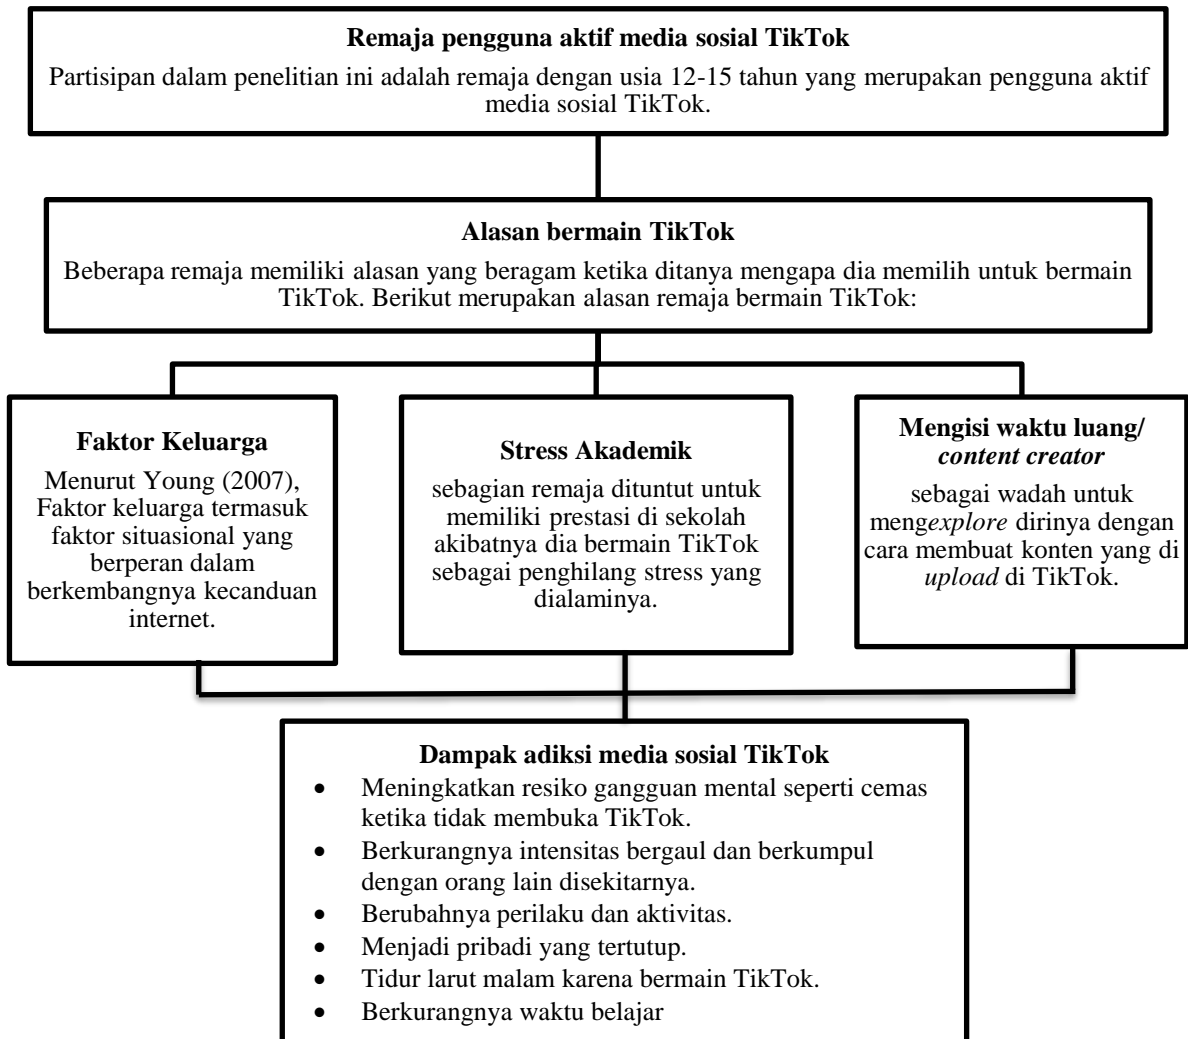 Remaja pengguna aktif media sosial TikTok
Partisipan dalam penelitian ini adalah remaja dengan usia 12-15 tahun yang merupakan pengguna aktif
media sosial TikTok.
Alasan bermain TikTok
Beberapa remaja memiliki alasan yang beragam ketika ditanya mengapa dia memilih untuk bermain
TikTok. Berikut merupakan alasan remaja bermain TikTok:
Faktor Keluarga
Menurut Young (2007),
Faktor keluarga termasuk
faktor situasional yang
berperan dalam
berkembangnya kecanduan
internet.
Stress Akademik
sebagian remaja dituntut untuk
memiliki prestasi di sekolah
akibatnya dia bermain TikTok
sebagai penghilang stress yang
dialaminya.
Mengisi waktu luang/
content creator
sebagai wadah untuk
mengexplore dirinya dengan
cara membuat konten yang di
upload di TikTok.
Dampak adiksi media sosial TikTok
• Meningkatkan resiko gangguan mental seperti cemas
ketika tidak membuka TikTok.
• Berkurangnya intensitas bergaul dan berkumpul
dengan orang lain disekitarnya.
• Berubahnya perilaku dan aktivitas.
• Menjadi pribadi yang tertutup.
• Tidur larut malam karena bermain TikTok.
• Berkurangnya waktu belajar